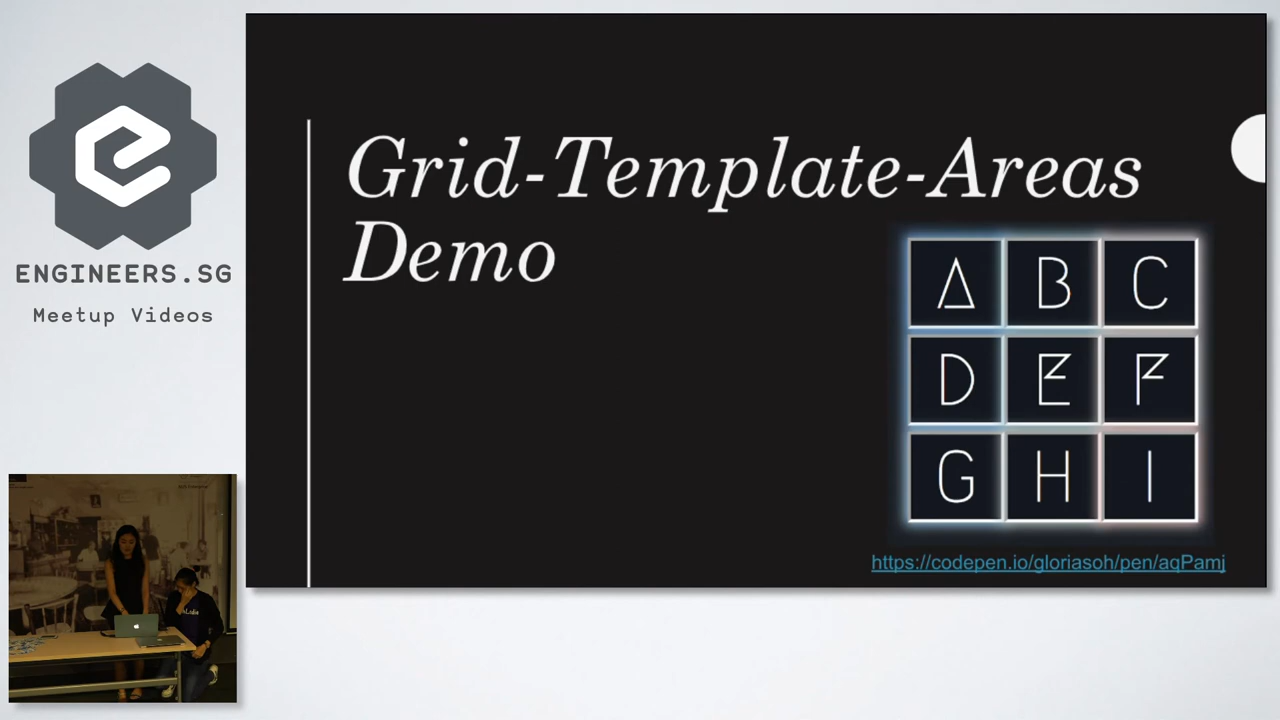 ENGINEERS.SG
Meetup Videos
Grid-Template-Areas
Demo
A B C
D E F
G H I
https://codepen.io/gloriasoh/pen/aqPamj